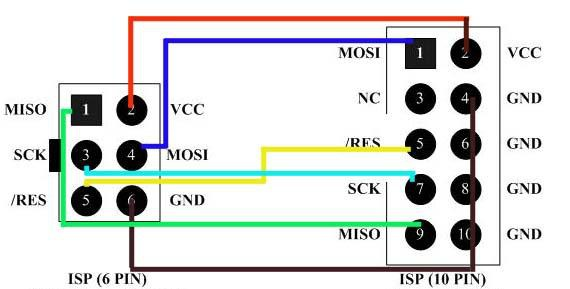 MOSI 1 2 VCC
MISO 1 2 VCC
NC 3 4 GND
SCK 3 4 MOSI
/RES 5 6 GND
/RES 5 6 GND
SCK 7 8 GND
MISO 9 10 GND
ISP (6 PIN)
ISP (10 PIN)